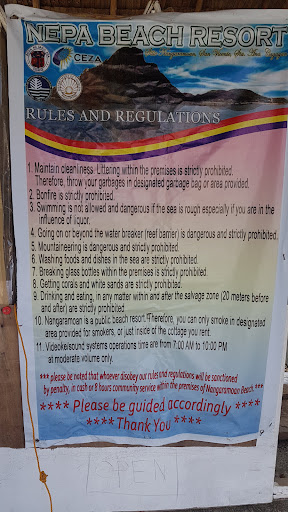 NEPA BEACH RESORT
CEZA
RULES AND REGULATIONS
1. Maintain cleanliness. Littering within the premises is strictly prohibited.
Therefore, throw your garbages in designated garbage bag or area provided.
2. Bonfire is strictly prohibited.
3. Swimming is not allowed and dangerous if the sea is rough especially if you are in the
influence of liquor.
4. Going on or beyond the water breaker (reef barrier) is dangerous and strictly prohibited.
5. Mountaineering is dangerous and strictly prohibited.
6. Washing foods and dishes in the sea are strictly prohibited.
7. Breaking glass bottles within the premises is strictly prohibited.
8. Getting corals and white sands are strictly prohibited.
9. Drinking and eating, in any matter within and after the salvage zone (20 meters before
and after) are strictly prohibited.
10. Nangaramoan is a public beach resort. Therefore, you can only smoke in designated
area provided for smokers, or just inside of the cottage you rent.
11. Videoke/sound systems operations time are from 7:00 AM to 10:00 PM
at moderate volume only.
*** please be noted that whoever disobey our rules and regulations will be sanctioned
by penalty, in cash or 8 hours community service within the premises of Nangaramoan Beach ***
**** Please be guided accordingly ****
**** Thank You ****
OPEN